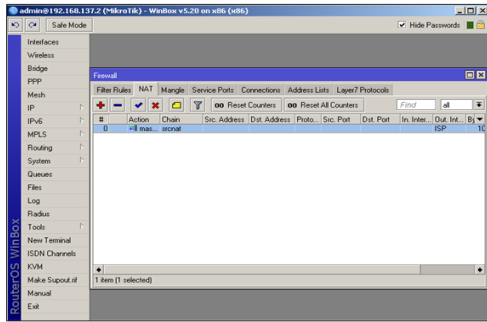 admin@192.168.137.2 (MikroTik) - WinBox v5.20 on x86 (x86)
Safe Mode
Hide Passwords
Interfaces
Wireless
Bridge
PPP
Mesh
IP
IPv6
MPLS
Routing
System
Queues
Files
Log
Radius
Tools
New Terminal
ISDN Channels
KVM
Make Supout.rif
Manual
Exit
RouterOS WinBox
Firewall
Filter Rules NAT Mangle Service Ports Connections Address Lists Layer7 Protocols
00 Reset Counters 00 Reset All Counters Find all
# Action Chain Src. Address Dst. Address Proto... Src. Port Dst. Port In. Inter... Out. Int... By
0 mas... srcnat ISP 10
1 item (1 selected)